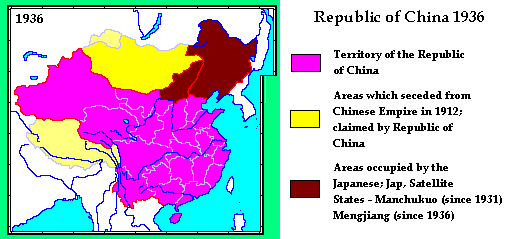 1936
Republic of China 1936
Territory of the Republic
of China
Areas which seceded from
Chinese Empire in 1912;
claimed by Republic of
China
Areas occupied by the
Japanese; Jap. Satellite
States - Manchukuo (since 1931)
Mengjiang (since 1936)